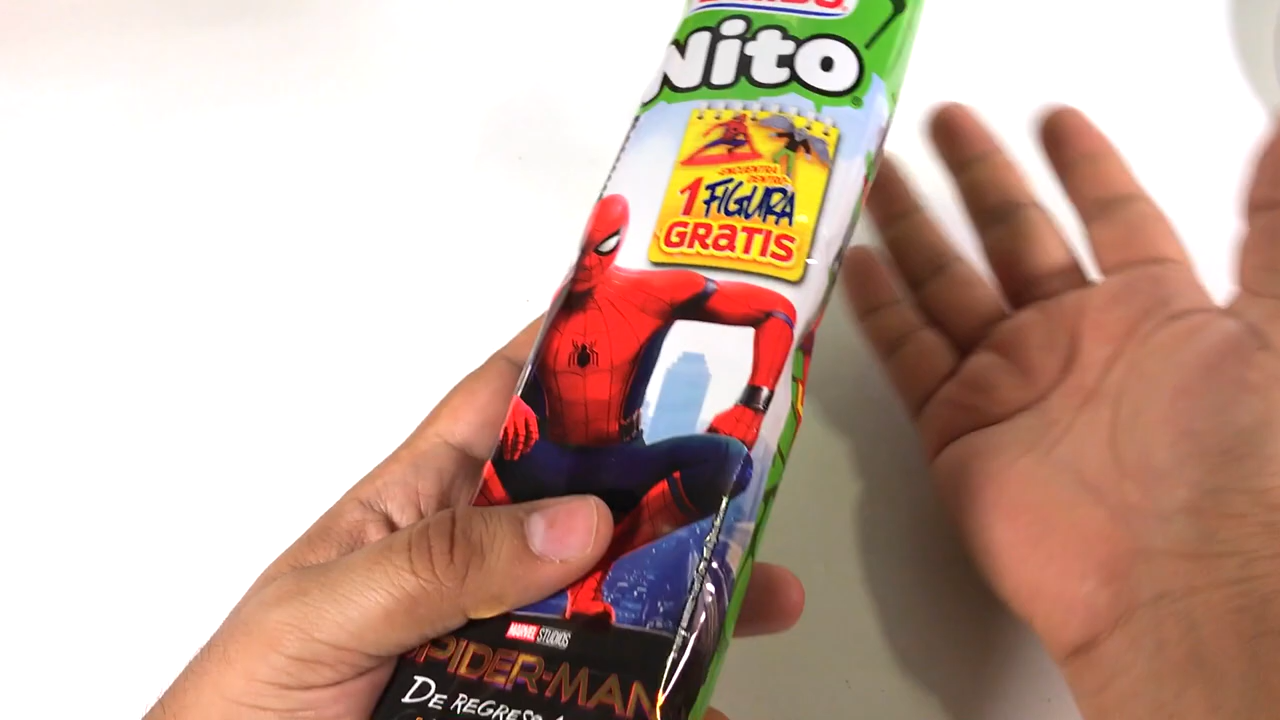 Nito
ENCUENTRA
DENTRO
1 FIGURA
GRATIS
MARVEL STUDIOS
SPIDER-MAN
DE REGRESO